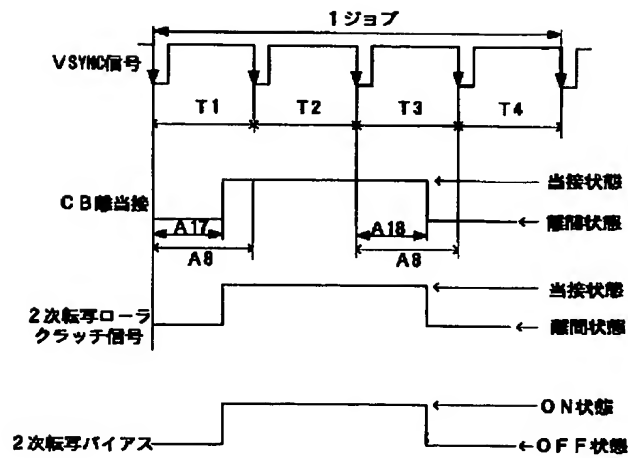 1ジョブ
VSYNC信号
T1 T2 T3 T4
当接状態
CB離当接
離間状態
A17 A18
A8 A8
当接状態
2次転写ローラ
クラッチ信号
離間状態
ON状態
2次転写バイアス
OFF状態